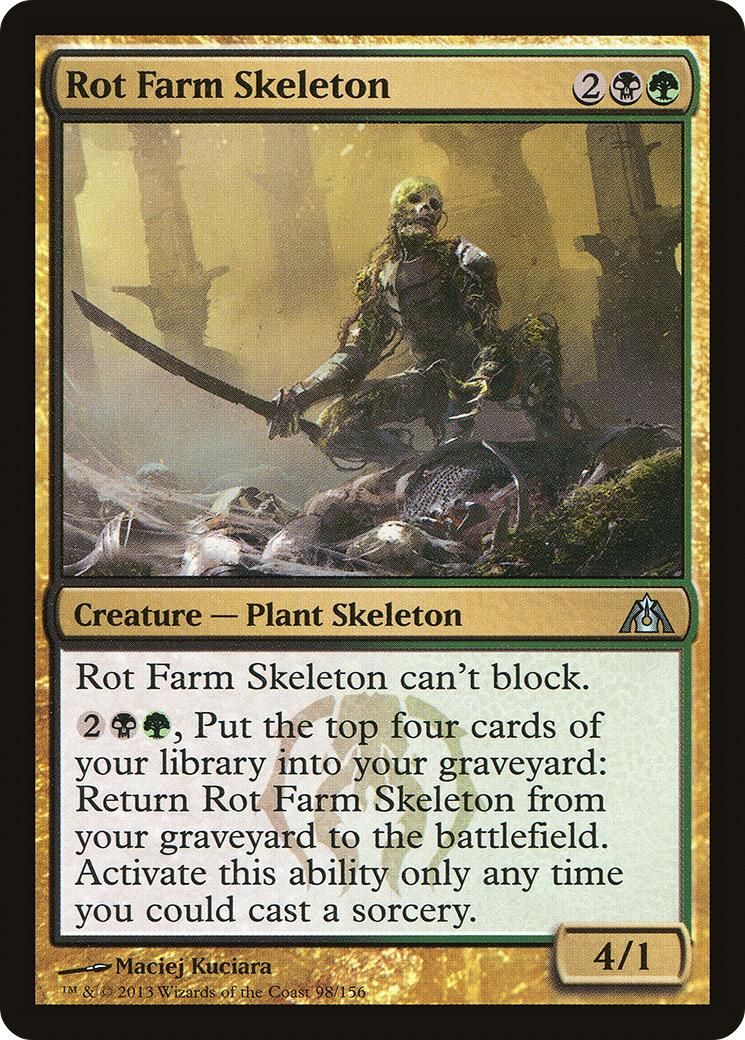 Rot Farm Skeleton 2
Creature — Plant Skeleton
Rot Farm Skeleton can't block.
2, Put the top four cards of
your library into your graveyard:
Return Rot Farm Skeleton from
your graveyard to the battlefield.
Activate this ability only any time
you could cast a sorcery.
4/1
Maciej Kuciara
™ & © 2013 Wizards of the Coast 98/156